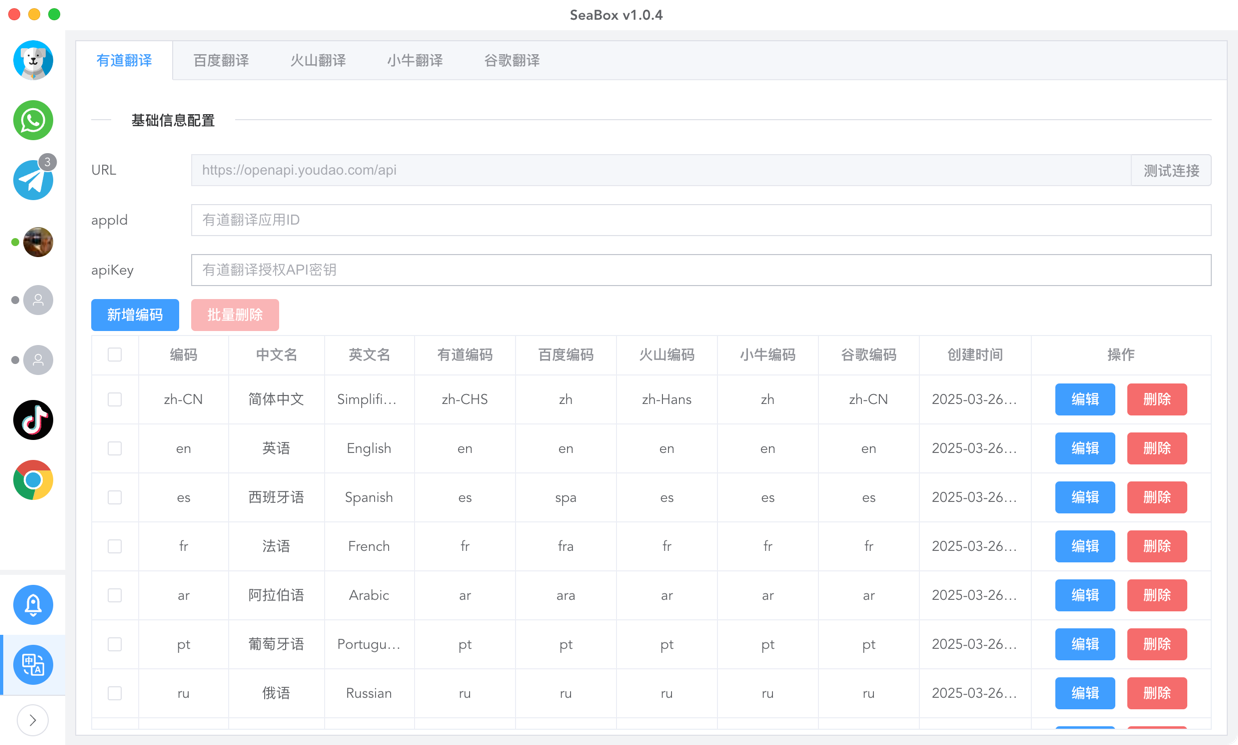 SeaBox v1.0.4
3
有道翻译 百度翻译 火山翻译 小牛翻译 谷歌翻译
基础信息配置
URL https://openapi.youdao.com/api 测试连接
appId 有道翻译应用ID
apiKey 有道翻译授权API密钥
新增编码 批量删除
编码 中文名 英文名 有道编码 百度编码 火山编码 小牛编码 谷歌编码 创建时间 操作
zh-CN 简体中文 Simplifi... zh-CHS zh zh-Hans zh zh-CN 2025-03-26... 编辑 删除
en 英语 English en en en en en 2025-03-26... 编辑 删除
es 西班牙语 Spanish es spa es es es 2025-03-26... 编辑 删除
fr 法语 French fr fra fr fr fr 2025-03-26... 编辑 删除
ar 阿拉伯语 Arabic ar ara ar ar ar 2025-03-26... 编辑 删除
pt 葡萄牙语 Portugu... pt pt pt pt pt 2025-03-26... 编辑 删除
ru 俄语 Russian ru ru ru ru ru 2025-03-26... 编辑 删除
中 A